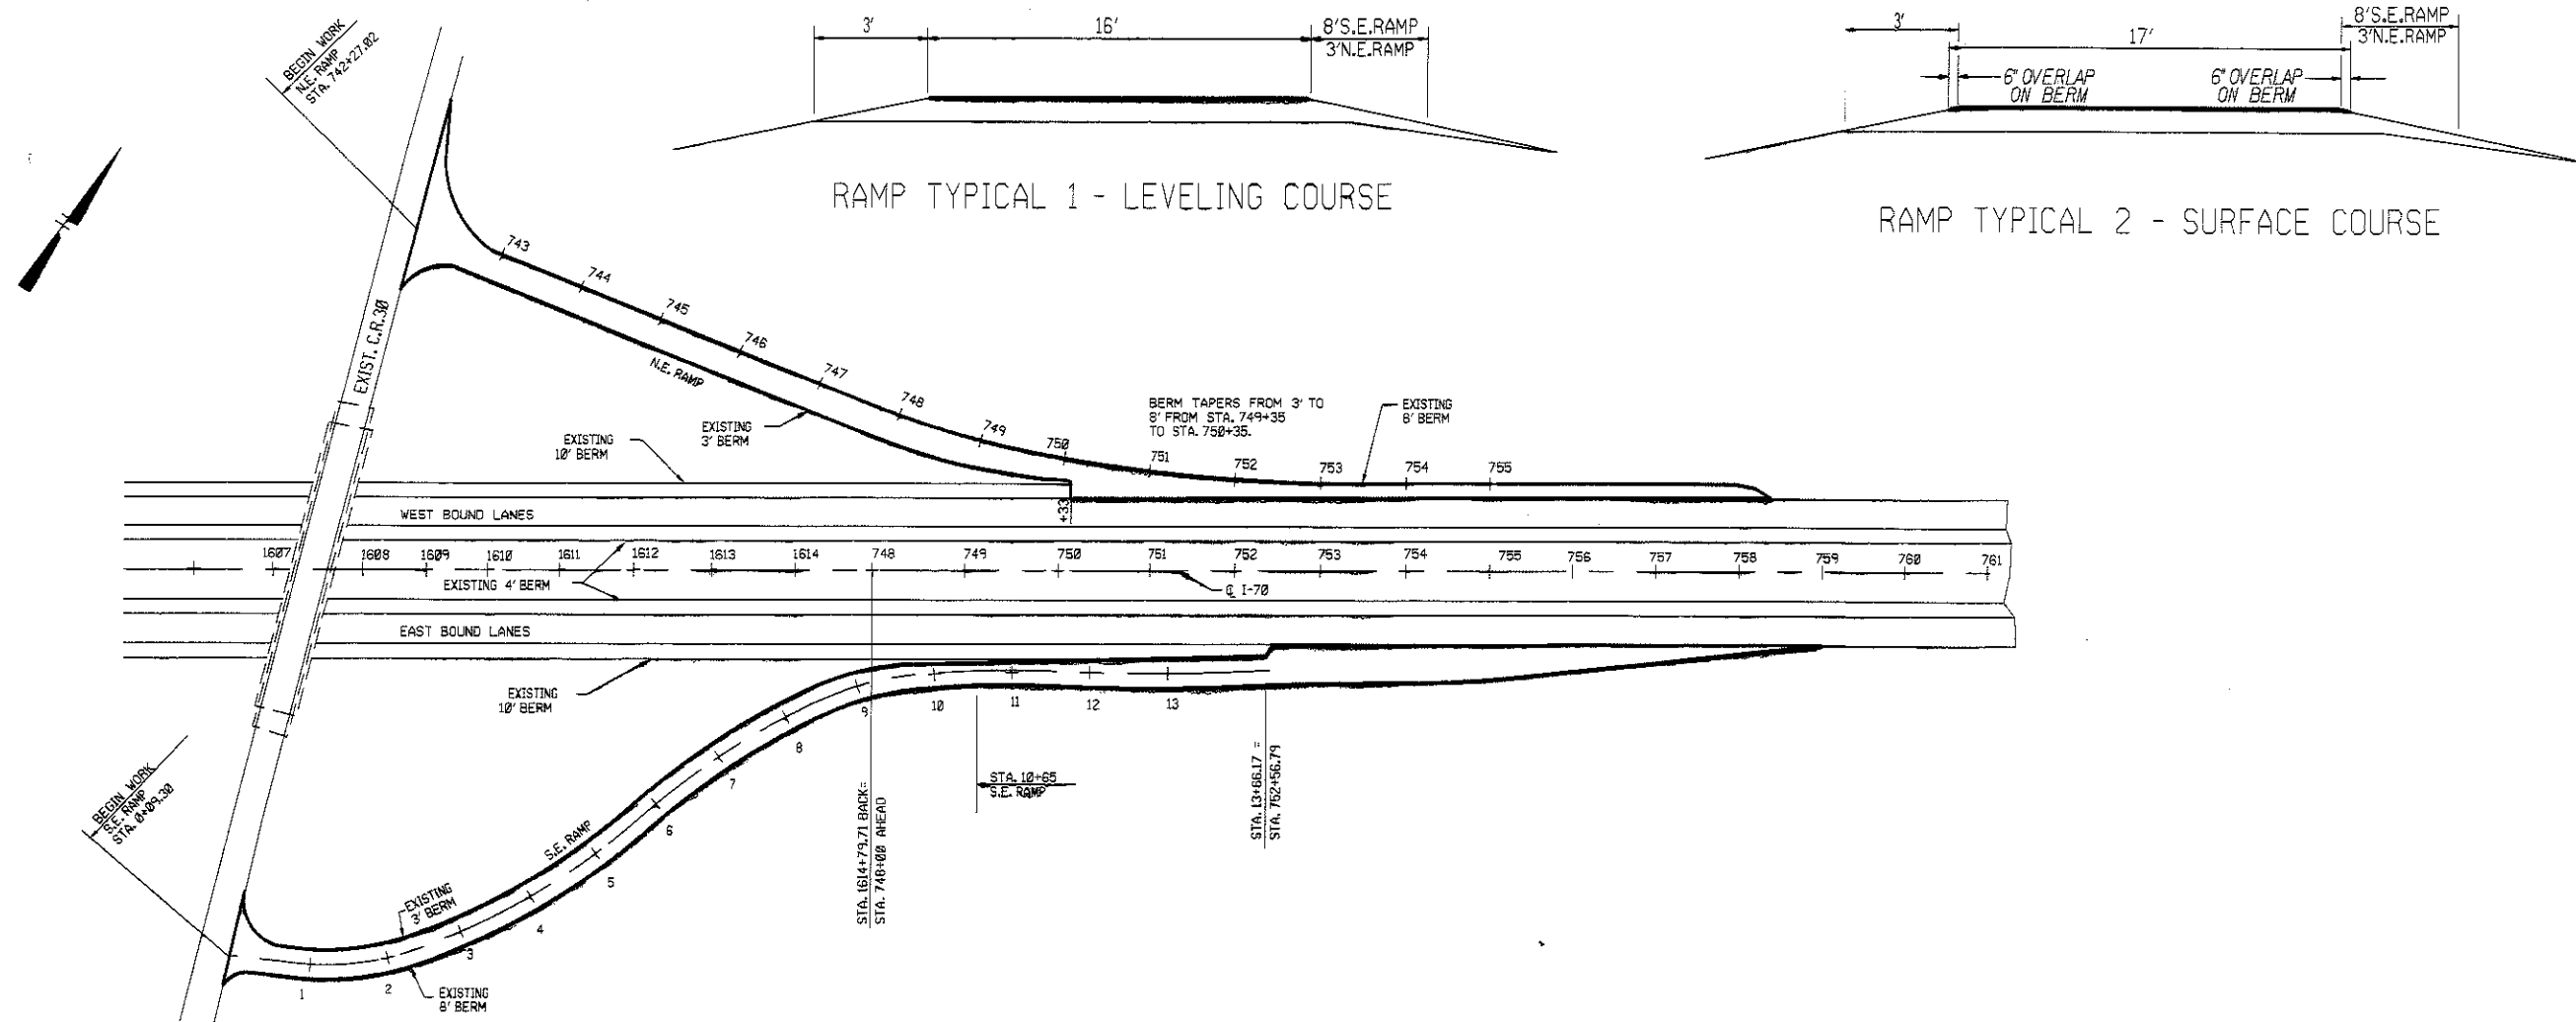 BEGIN WORK
N.E. RAMP
STA. 742+27.02
3'
16'
8' S.E. RAMP
3' N.E. RAMP
RAMP TYPICAL 1 - LEVELING COURSE
3'
17'
8' S.E. RAMP
3' N.E. RAMP
6" OVERLAP
ON BERM
6" OVERLAP
ON BERM
RAMP TYPICAL 2 - SURFACE COURSE
743
744
745
746
747
748
749
750
751
752
753
754
755
EXIST. C.R. 30
N.E. RAMP
EXISTING
3' BERM
EXISTING
10' BERM
BERM TAPERS FROM 3' TO
8' FROM STA. 749+35
TO STA. 750+35.
EXISTING
8' BERM
+33
WEST BOUND LANES
1607 1608 1609 1610 1611 1612 1613 1614 748 749 750 751 752 753 754 755 756 757 758 759 760 761
EXISTING 4' BERM
℄ I-70
EAST BOUND LANES
EXISTING
10' BERM
STA. 1614+79.71 BACK=
STA. 748+00 AHEAD
STA. 10+65
S.E. RAMP
STA. 13+66.17 =
STA. 752+56.79
BEGIN WORK
S.E. RAMP
STA. 0+09.30
S.E. RAMP
EXISTING
3' BERM
EXISTING
8' BERM
1
2
3
4
5
6
7
8
9
10
11
12
13